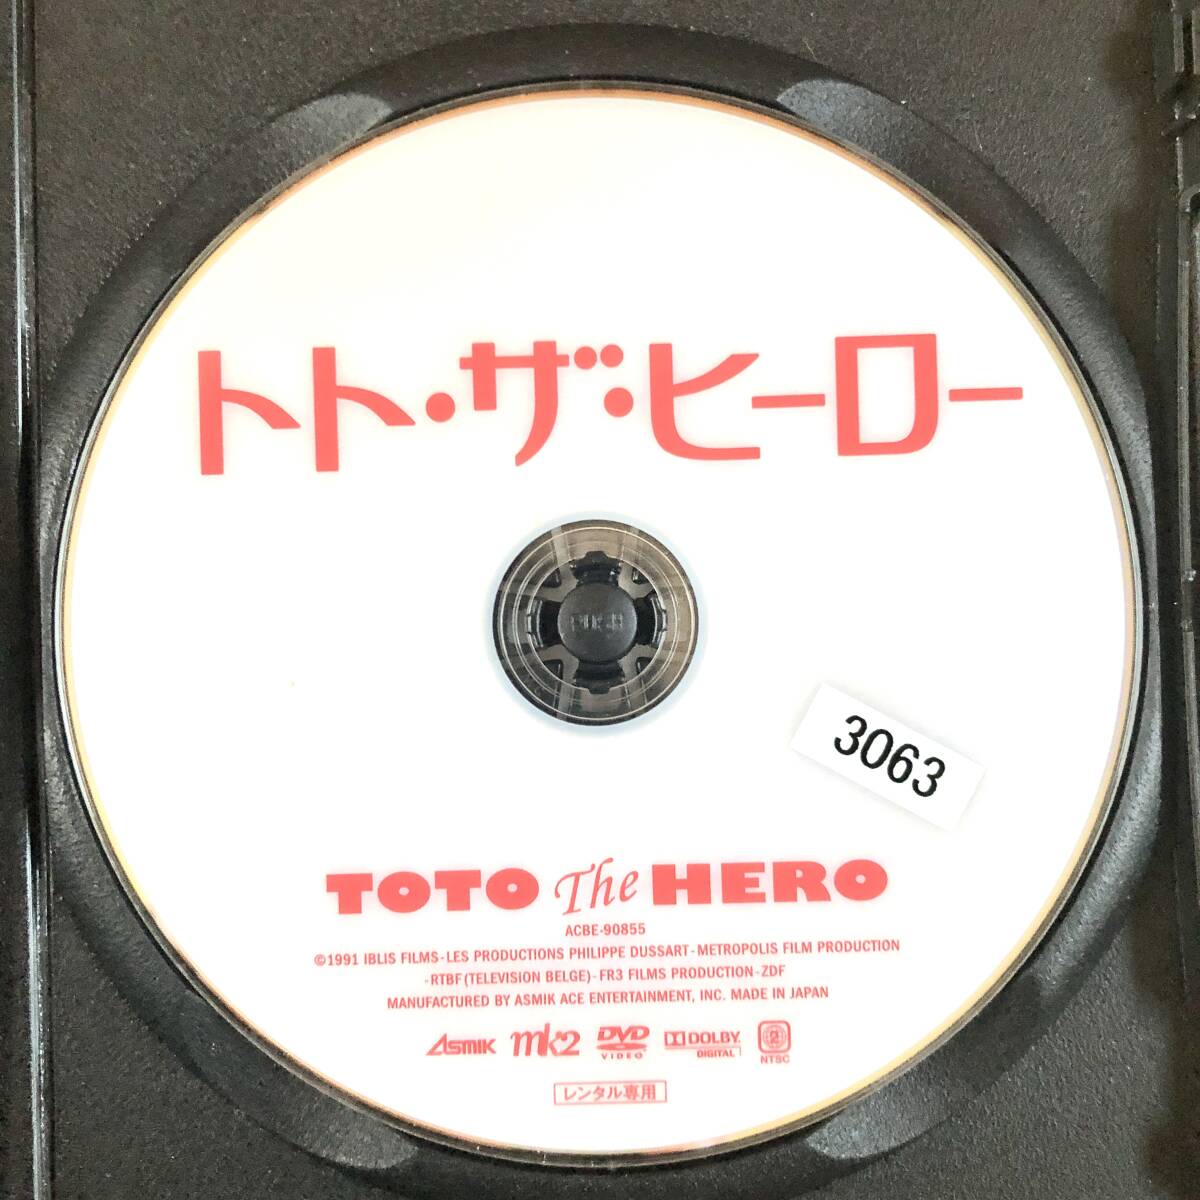 トト・ザ・ヒーロー
PUSH
3063
TOTO The HERO
ACBE-90855
©1991 IBLIS FILMS-LES PRODUCTIONS PHILIPPE DUSSART-METROPOLIS FILM PRODUCTION
-RTBF (TELEVISION BELGE)-FR3 FILMS PRODUCTION-ZDF
MANUFACTURED BY ASMIK ACE ENTERTAINMENT, INC. MADE IN JAPAN
ASMIK mk2 DVD VIDEO DOLBY DIGITAL 2 NTSC
レンタル専用